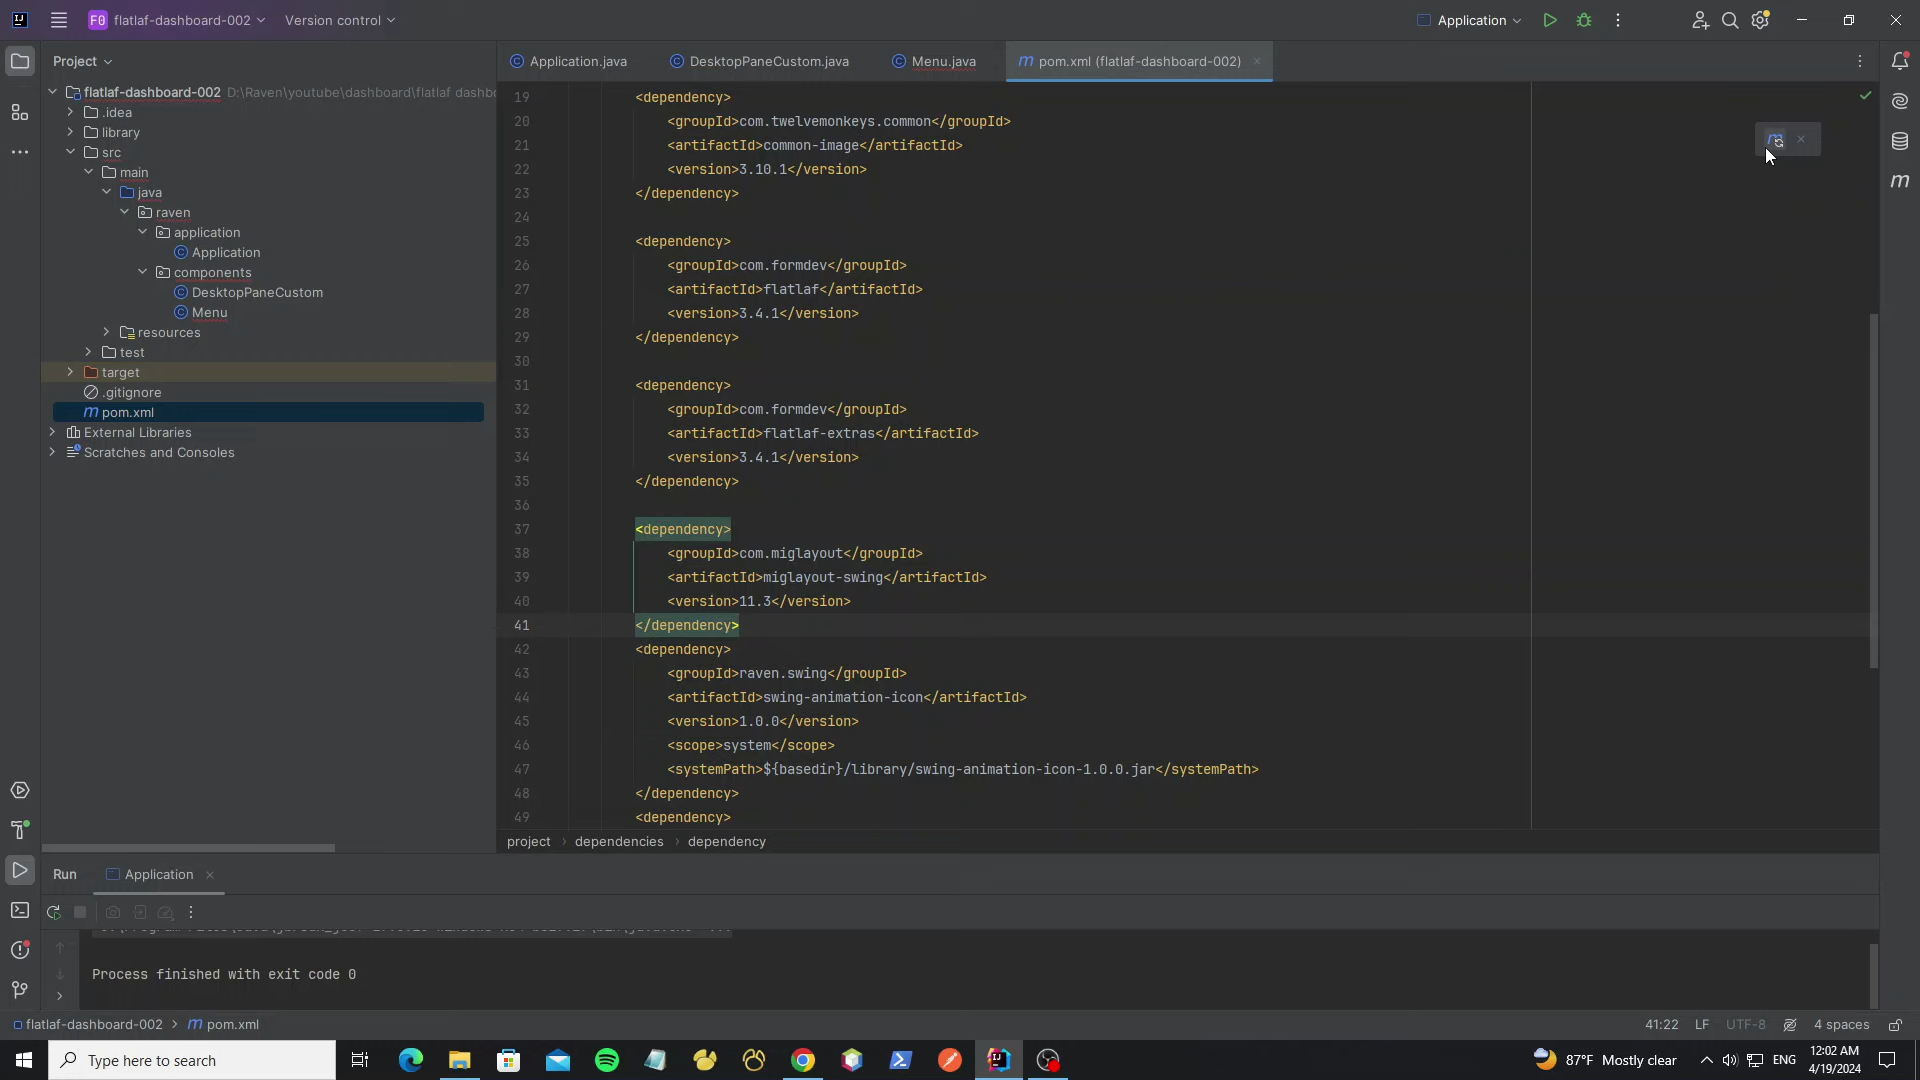 F0 flatlaf-dashboard-002 Version control Application
Project Application.java DesktopPaneCustom.java Menu.java pom.xml (flatlaf-dashboard-002)
flatlaf-dashboard-002 D:\Raven\youtube\dashboard\flatlaf dashbo
.idea
library
src
main
java
raven
application
Application
components
DesktopPaneCustom
Menu
resources
test
target
.gitignore
pom.xml
External Libraries
Scratches and Consoles
19 <dependency>
20 <groupId>com.twelvemonkeys.common</groupId>
21 <artifactId>common-image</artifactId>
22 <version>3.10.1</version>
23 </dependency>
24
25 <dependency>
26 <groupId>com.formdev</groupId>
27 <artifactId>flatlaf</artifactId>
28 <version>3.4.1</version>
29 </dependency>
30
31 <dependency>
32 <groupId>com.formdev</groupId>
33 <artifactId>flatlaf-extras</artifactId>
34 <version>3.4.1</version>
35 </dependency>
36
37 <dependency>
38 <groupId>com.miglayout</groupId>
39 <artifactId>miglayout-swing</artifactId>
40 <version>11.3</version>
41 </dependency>
42 <dependency>
43 <groupId>raven.swing</groupId>
44 <artifactId>swing-animation-icon</artifactId>
45 <version>1.0.0</version>
46 <scope>system</scope>
47 <systemPath>${basedir}/library/swing-animation-icon-1.0.0.jar</systemPath>
48 </dependency>
49 <dependency>
project > dependencies > dependency
Run Application
Process finished with exit code 0
flatlaf-dashboard-002 > pom.xml 41:22 LF UTF-8 4 spaces
Type here to search 87°F Mostly clear ENG 12:02 AM
4/19/2024